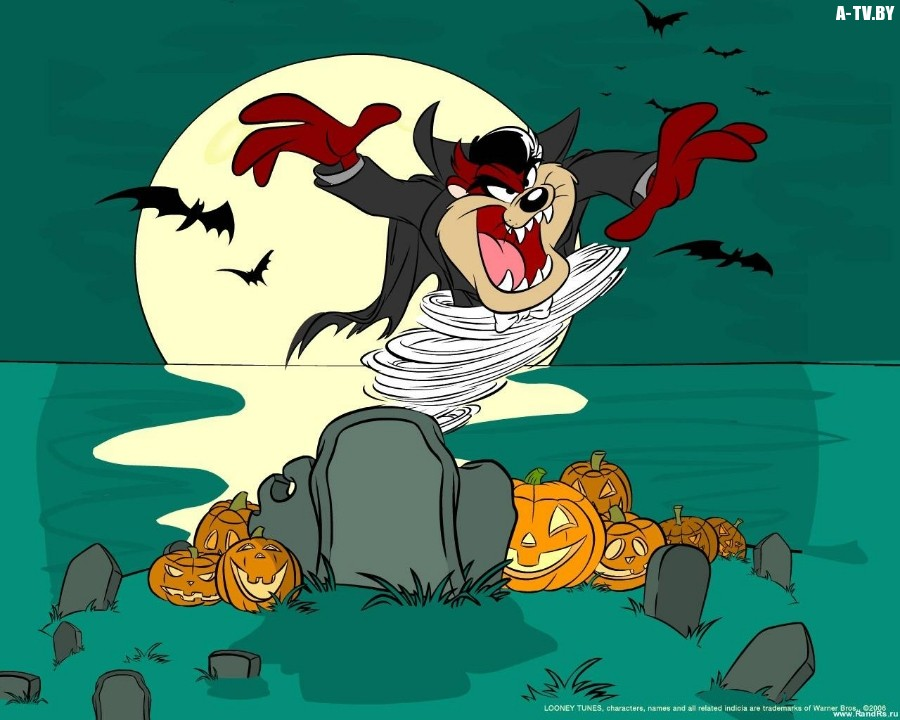 A-TV.BY
LOONEY TUNES, characters, names and all related indicia are trademarks of Warner Bros. ©2006
www.RandRs.ru